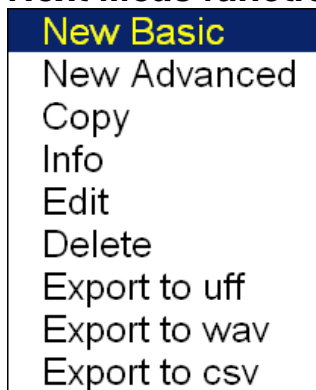 New Basic
New Advanced
Copy
Info
Edit
Delete
Export to uff
Export to wav
Export to csv